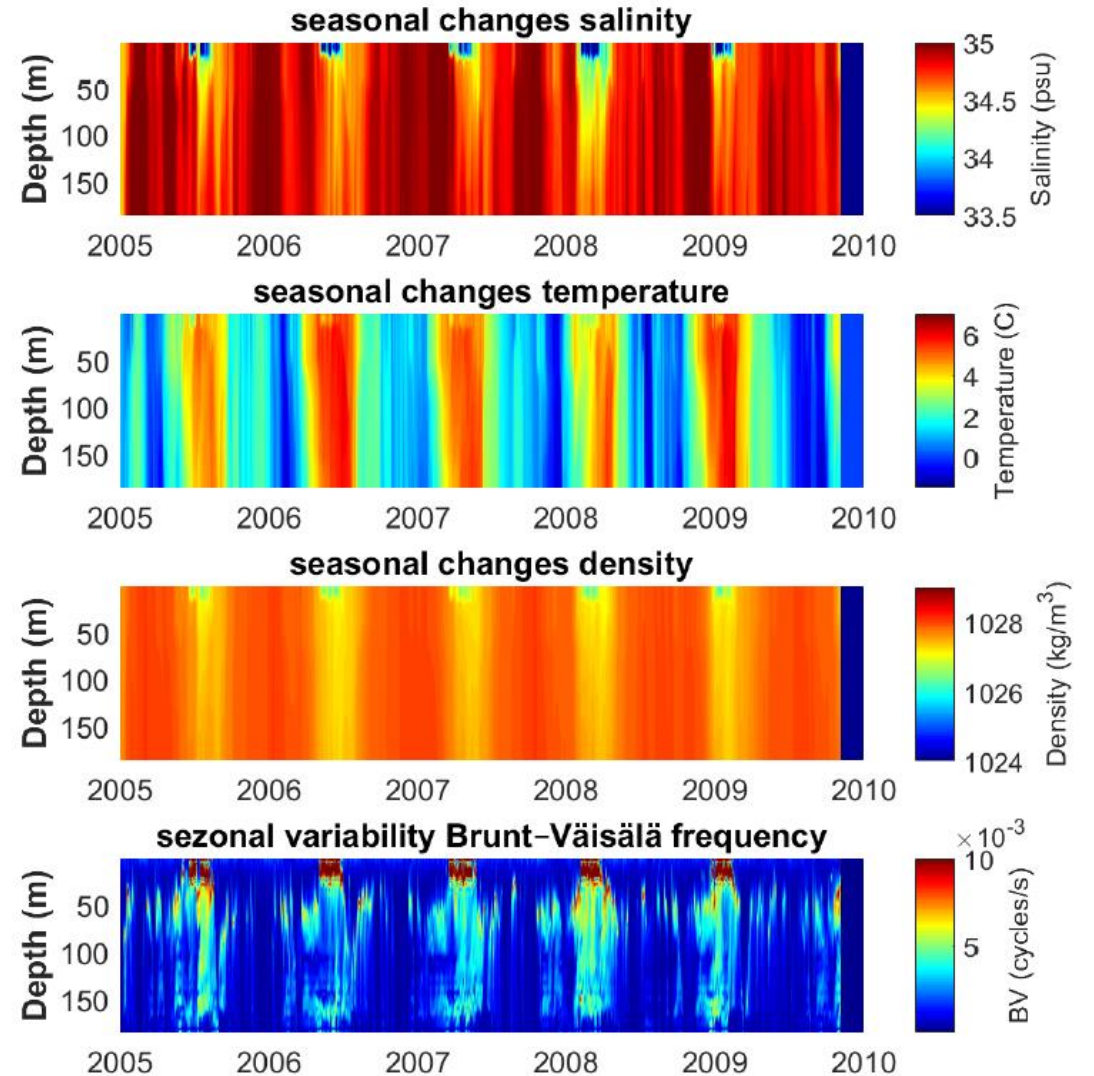 seasonal changes salinity
Depth (m)
50
100
150
2005 2006 2007 2008 2009 2010
35
34.5
34
33.5
Salinity (psu)
seasonal changes temperature
Depth (m)
50
100
150
2005 2006 2007 2008 2009 2010
6
4
2
0
Temperature (C)
seasonal changes density
Depth (m)
50
100
150
2005 2006 2007 2008 2009 2010
1028
1026
1024
Density (kg/m³)
sezonal variability Brunt−Väisälä frequency
Depth (m)
50
100
150
2005 2006 2007 2008 2009 2010
×10⁻³
10
5
BV (cycles/s)